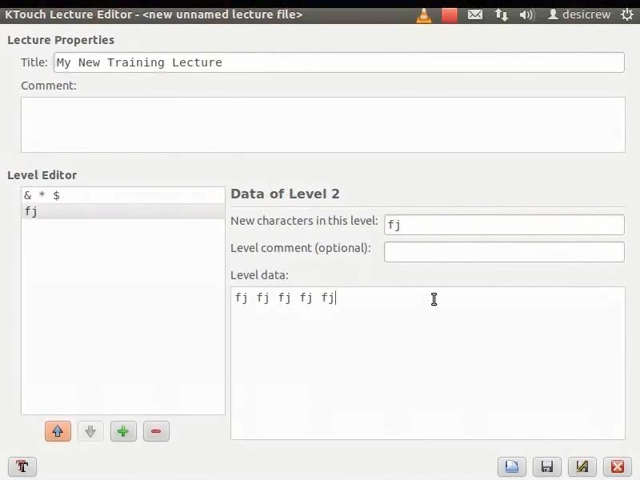 KTouch Lecture Editor - <new unnamed lecture file>
desicrew
Lecture Properties
Title: My New Training Lecture
Comment:
Level Editor
& * $
fj
Data of Level 2
New characters in this level: fj
Level comment (optional):
Level data:
fj fj fj fj fj